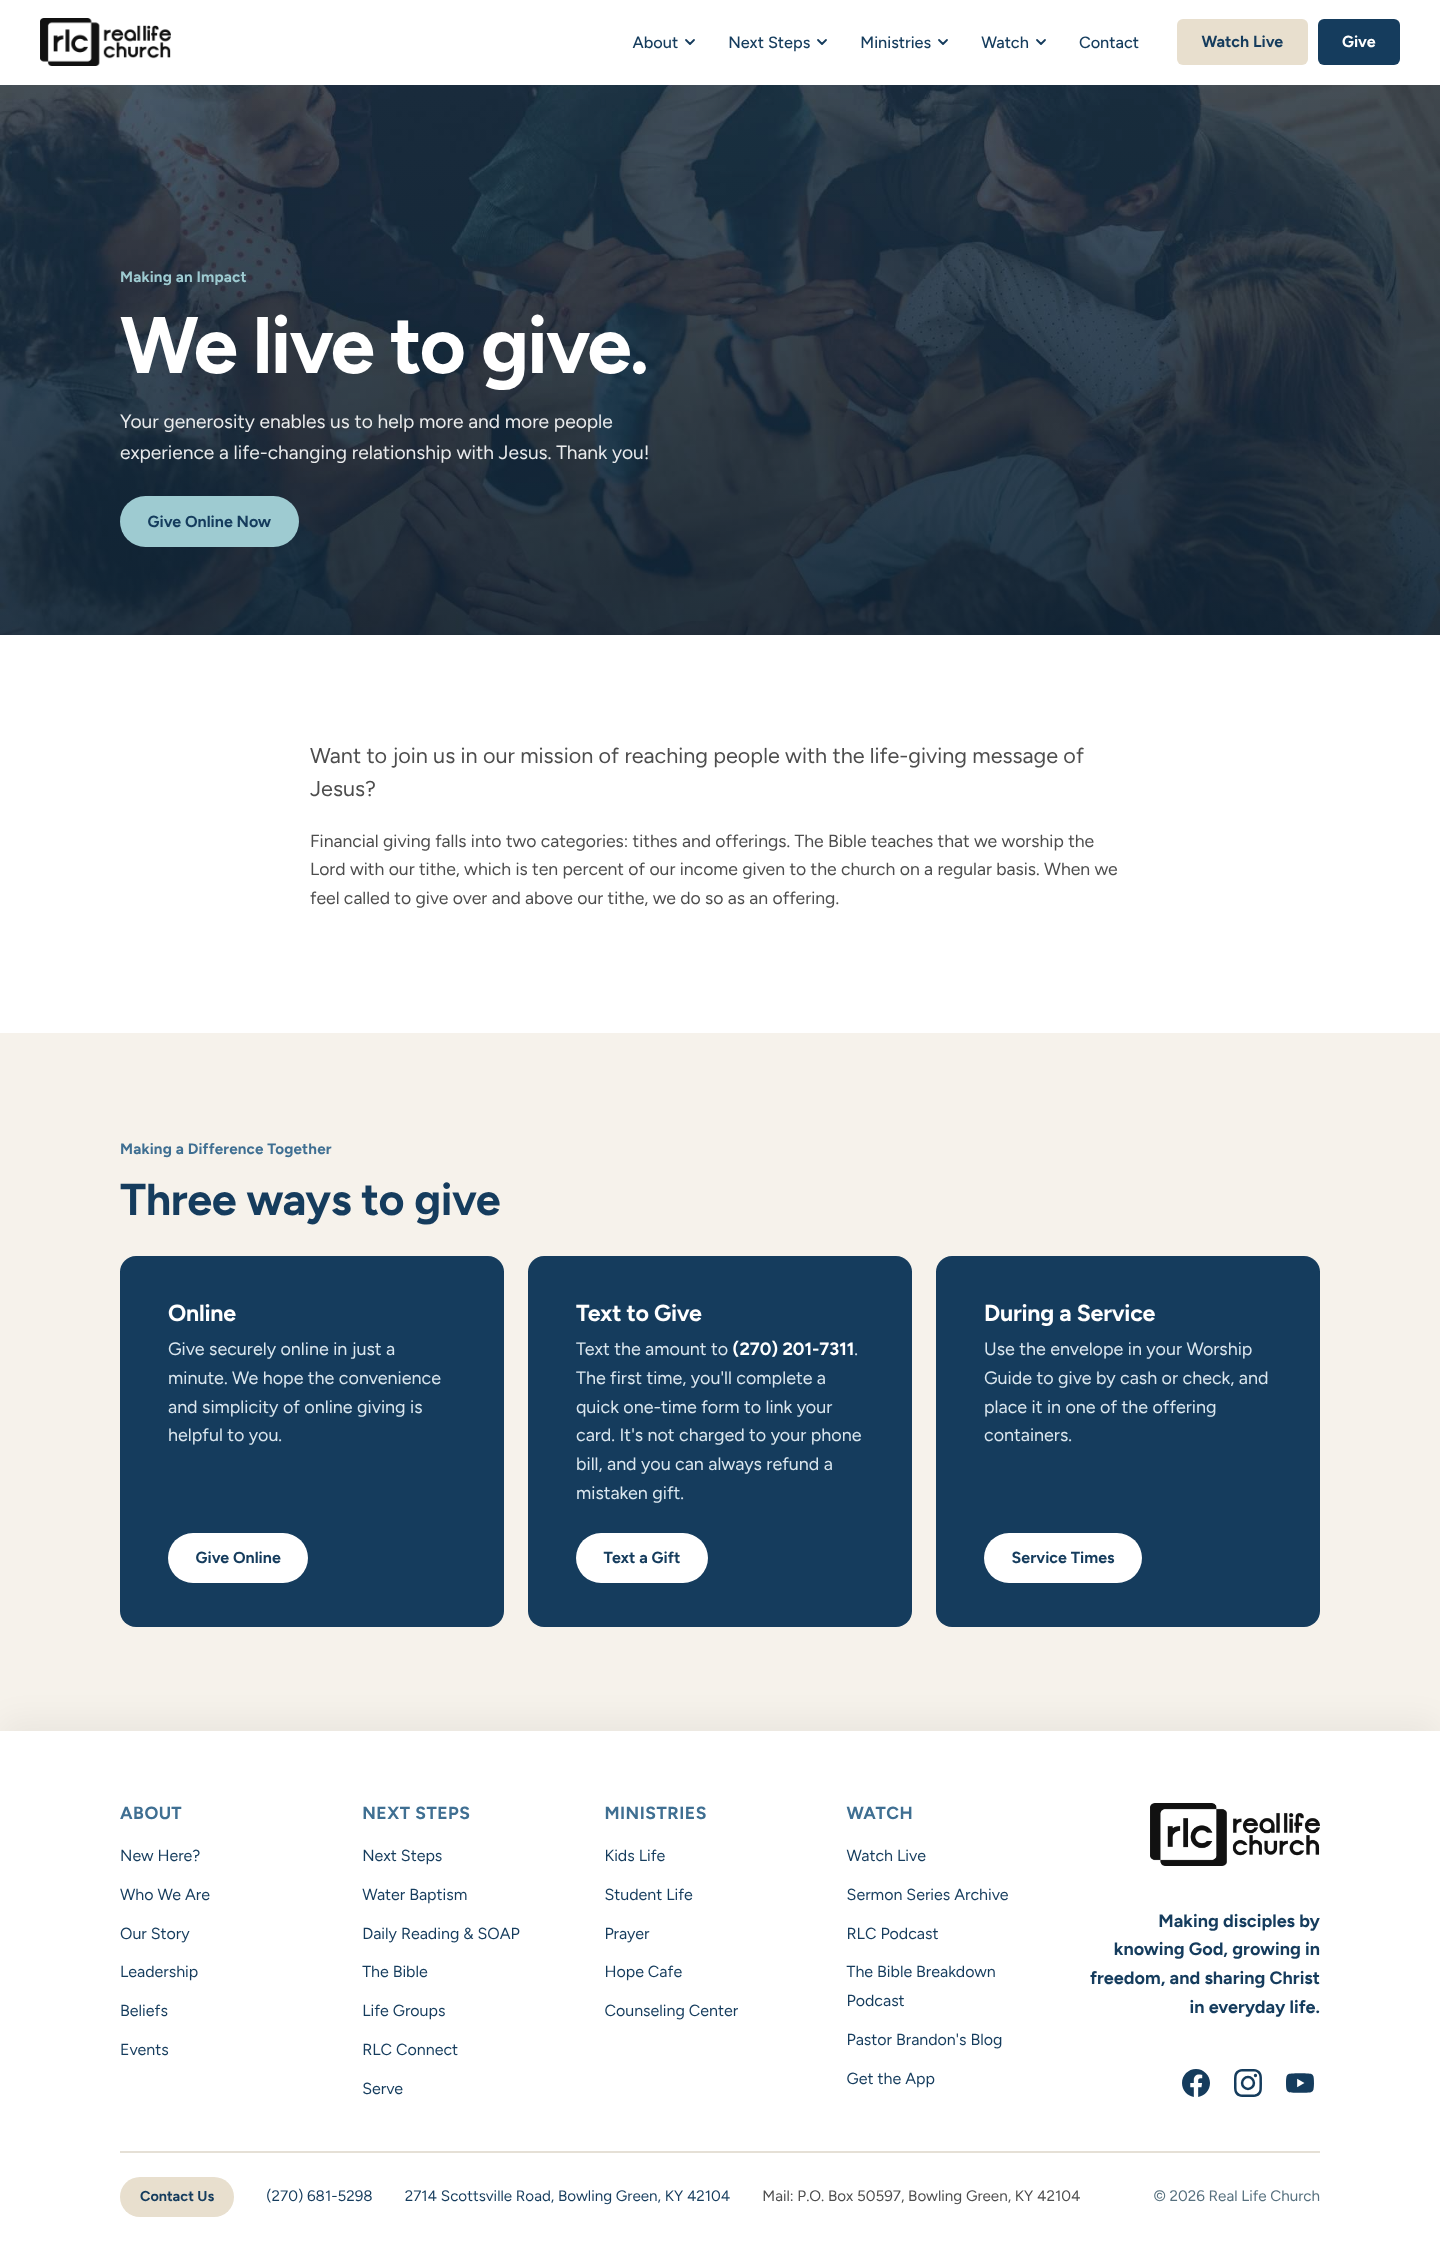 rlc reallife church
About
Next Steps
Ministries
Watch
Contact
Watch Live
Give
Making an Impact
We live to give.
Your generosity enables us to help more and more people
experience a life-changing relationship with Jesus. Thank you!
Give Online Now
Want to join us in our mission of reaching people with the life-giving message of
Jesus?
Financial giving falls into two categories: tithes and offerings. The Bible teaches that we worship the
Lord with our tithe, which is ten percent of our income given to the church on a regular basis. When we
feel called to give over and above our tithe, we do so as an offering.
Making a Difference Together
Three ways to give
Online
Give securely online in just a
minute. We hope the convenience
and simplicity of online giving is
helpful to you.
Give Online
Text to Give
Text the amount to (270) 201-7311.
The first time, you'll complete a
quick one-time form to link your
card. It's not charged to your phone
bill, and you can always refund a
mistaken gift.
Text a Gift
During a Service
Use the envelope in your Worship
Guide to give by cash or check, and
place it in one of the offering
containers.
Service Times
ABOUT
New Here?
Who We Are
Our Story
Leadership
Beliefs
Events
NEXT STEPS
Next Steps
Water Baptism
Daily Reading & SOAP
The Bible
Life Groups
RLC Connect
Serve
MINISTRIES
Kids Life
Student Life
Prayer
Hope Cafe
Counseling Center
WATCH
Watch Live
Sermon Series Archive
RLC Podcast
The Bible Breakdown
Podcast
Pastor Brandon's Blog
Get the App
rlc reallife church
Making disciples by
knowing God, growing in
freedom, and sharing Christ
in everyday life.
Contact Us
(270) 681-5298
2714 Scottsville Road, Bowling Green, KY 42104
Mail: P.O. Box 50597, Bowling Green, KY 42104
© 2026 Real Life Church